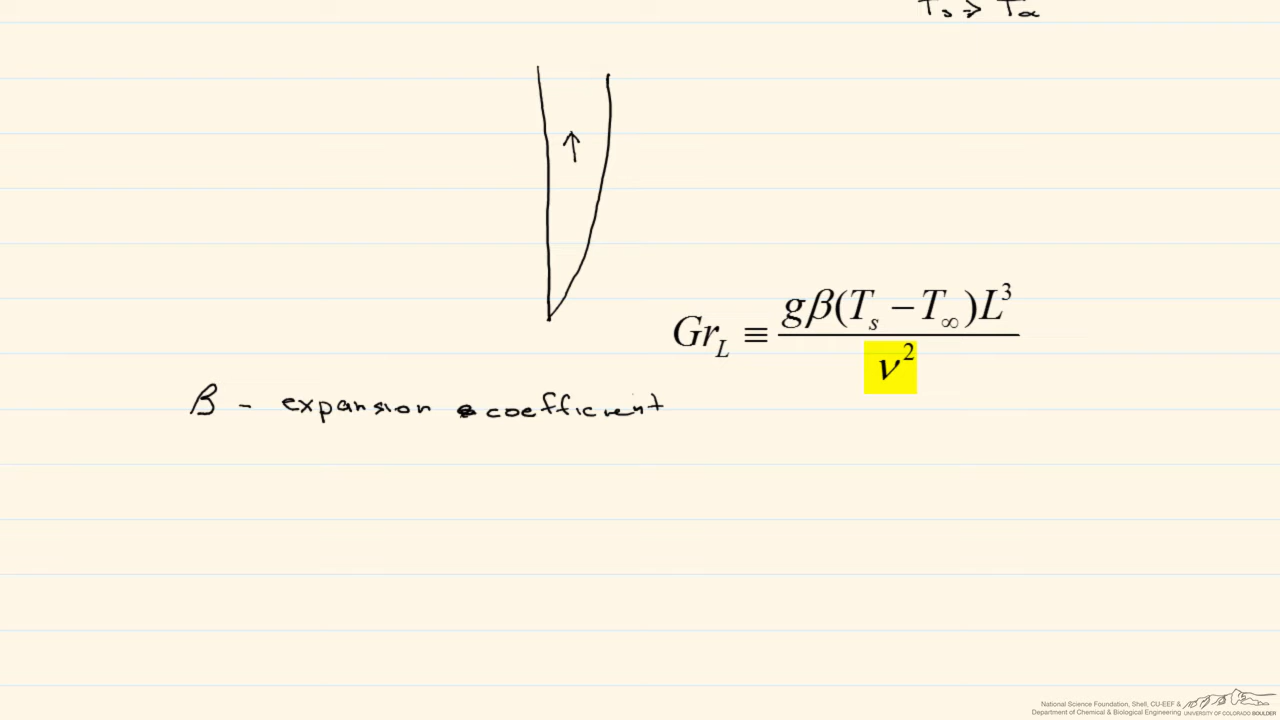 Ts > T∞
Gr_L ≡ gβ(T_s − T_∞)L³ / ν²
β - expansion coefficient
National Science Foundation, Shell, CU-EEF &
Department of Chemical & Biological Engineering UNIVERSITY OF COLORADO BOULDER